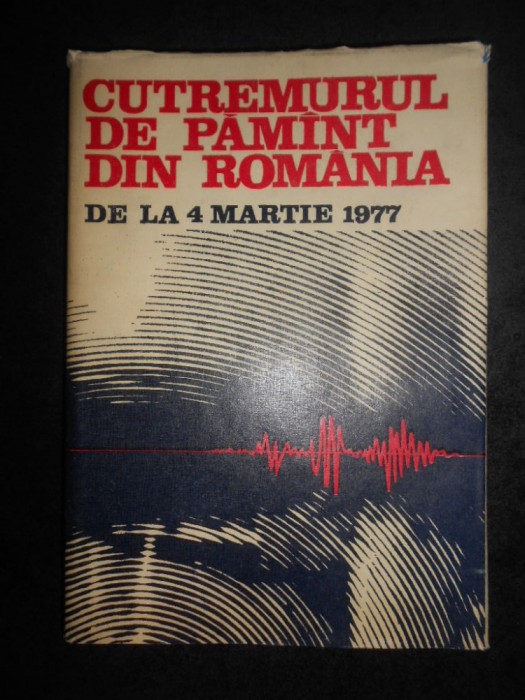 CUTREMURUL
DE PĂMÎNT
DIN ROMÂNIA
DE LA 4 MARTIE 1977